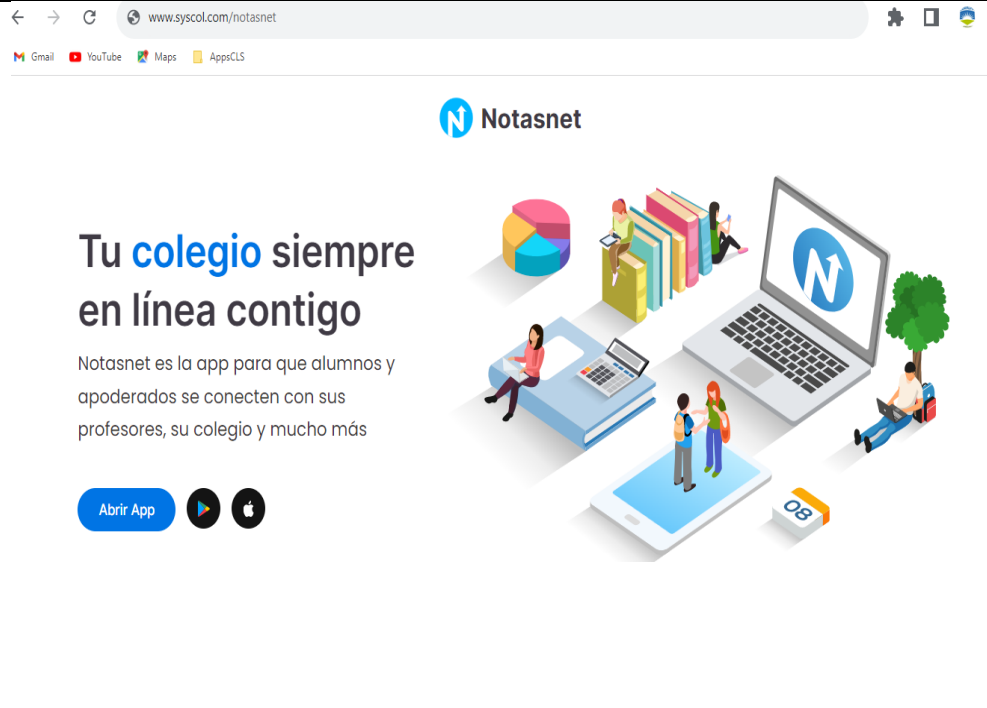 www.syscol.com/notasnet
Gmail YouTube Maps AppsCLS
Notasnet
Tu colegio siempre
en línea contigo
Notasnet es la app para que alumnos y
apoderados se conecten con sus
profesores, su colegio y mucho más
Abrir App
08